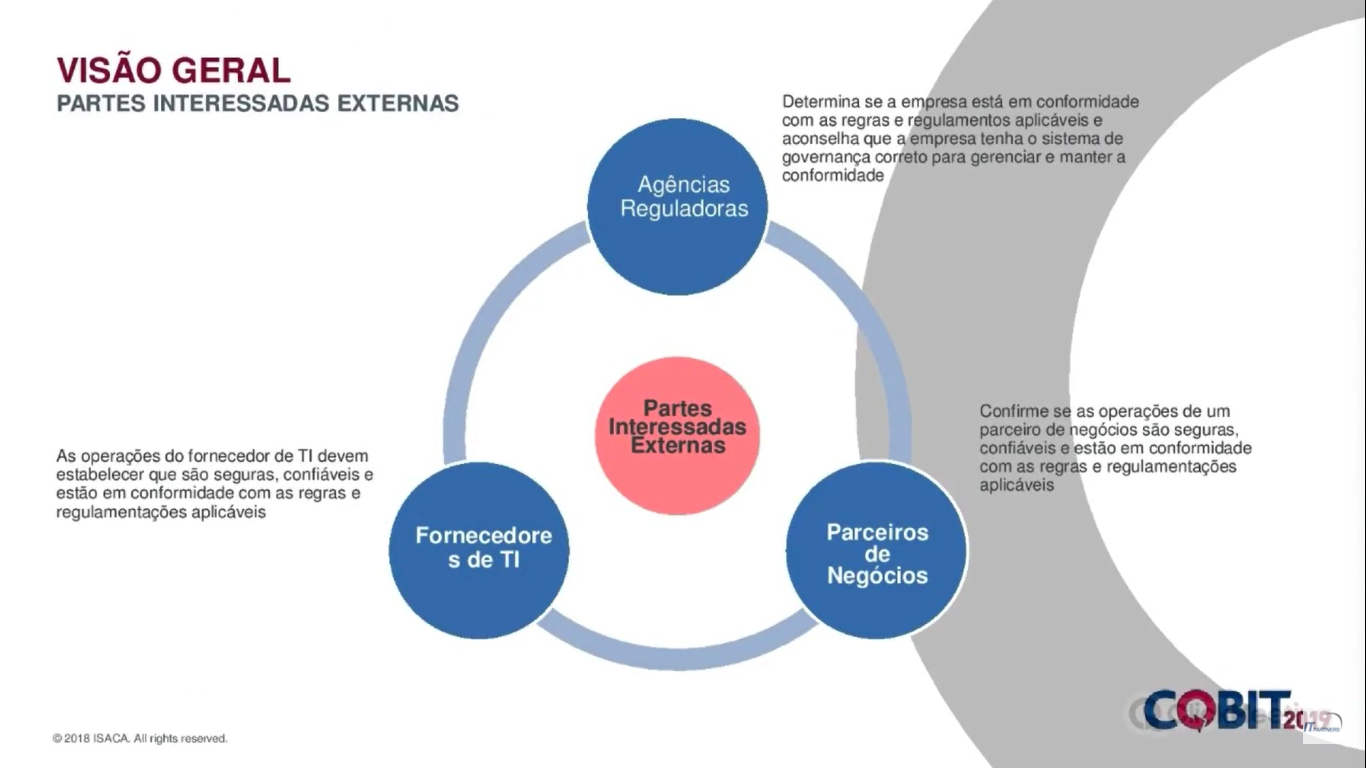 VISÃO GERAL
PARTES INTERESSADAS EXTERNAS
Determina se a empresa está em conformidade
com as regras e regulamentos aplicáveis e
aconselha que a empresa tenha o sistema de
governança correto para gerenciar e manter a
conformidade
Agências
Reguladoras
Partes
Interessadas
Externas
Confirme se as operações de um
parceiro de negócios são seguras,
confiáveis e estão em conformidade
com as regras e regulamentações
aplicáveis
As operações do fornecedor de TI devem
estabelecer que são seguras, confiáveis e
estão em conformidade com as regras e
regulamentações aplicáveis
Fornecedore
s de TI
Parceiros
de
Negócios
COBIT 2019
© 2018 ISACA. All rights reserved.